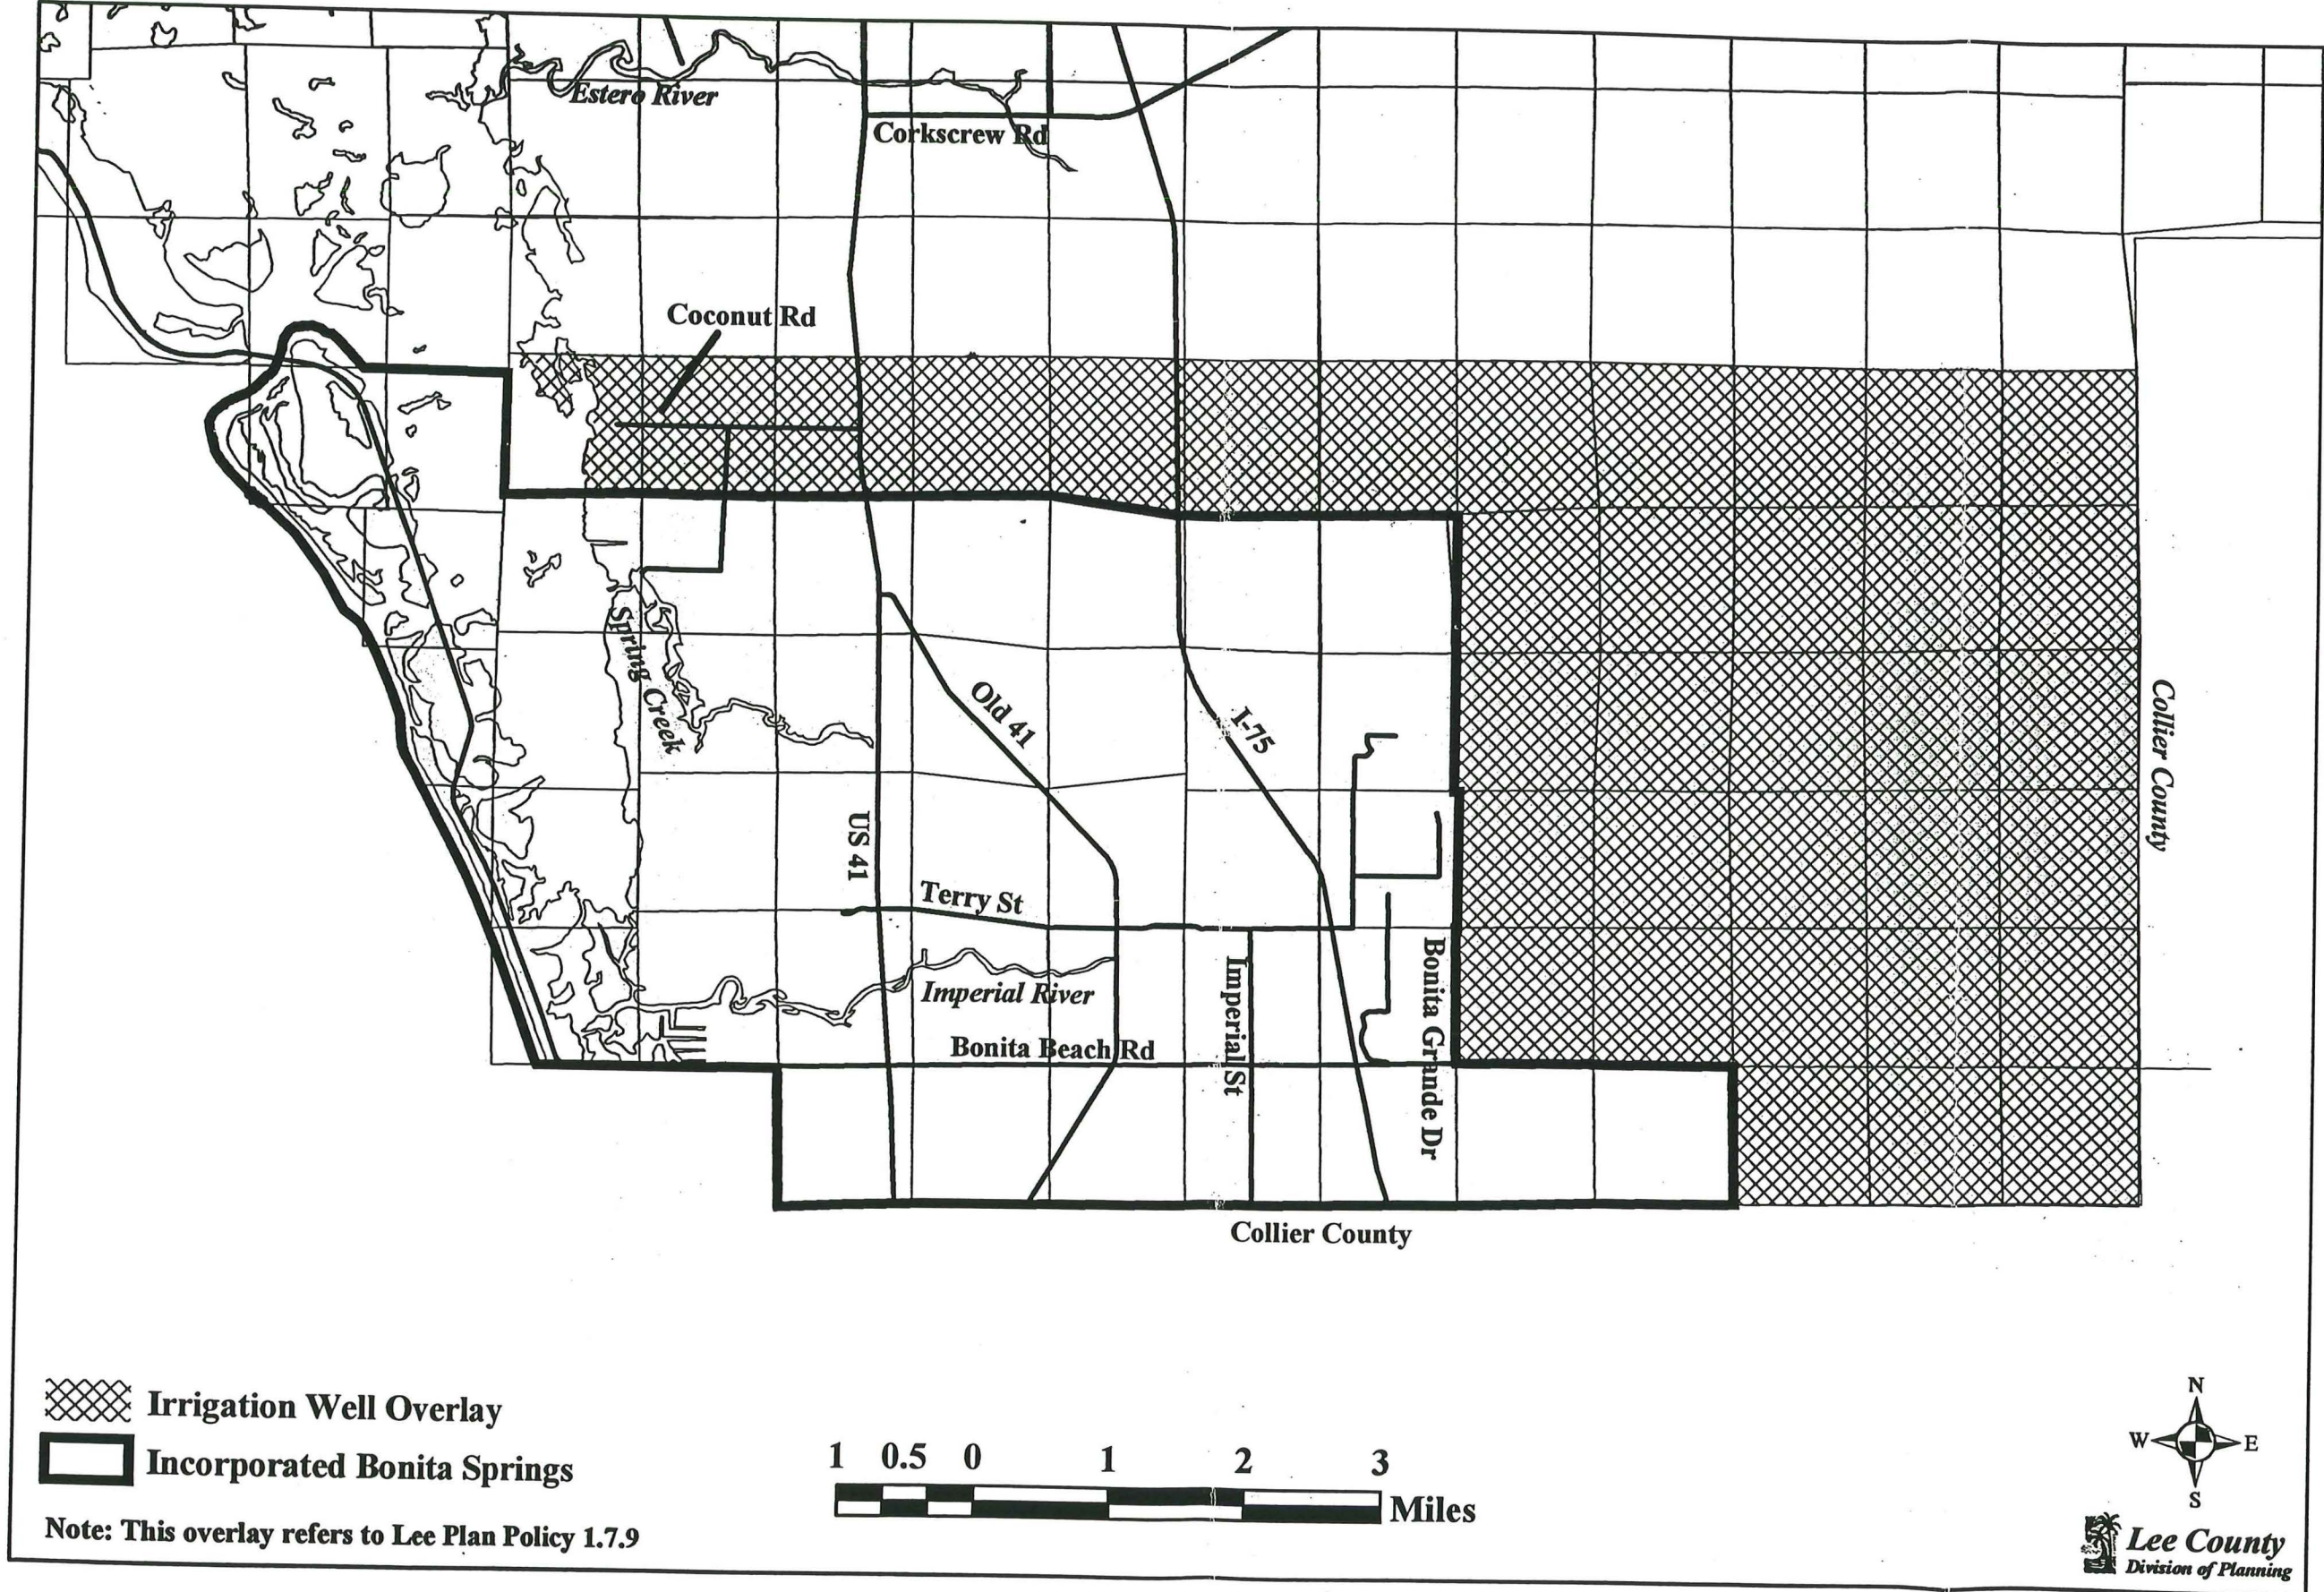 Estero River
Corkscrew Rd
Coconut Rd
Spring Creek
Old 41
I-75
Collier County
US 41
Terry St
Imperial River
Imperial St
Bonita Grande Dr
Bonita Beach Rd
Collier County
Irrigation Well Overlay
Incorporated Bonita Springs
Note: This overlay refers to Lee Plan Policy 1.7.9
1 0.5 0 1 2 3
Miles
N
W E
S
Lee County
Division of Planning